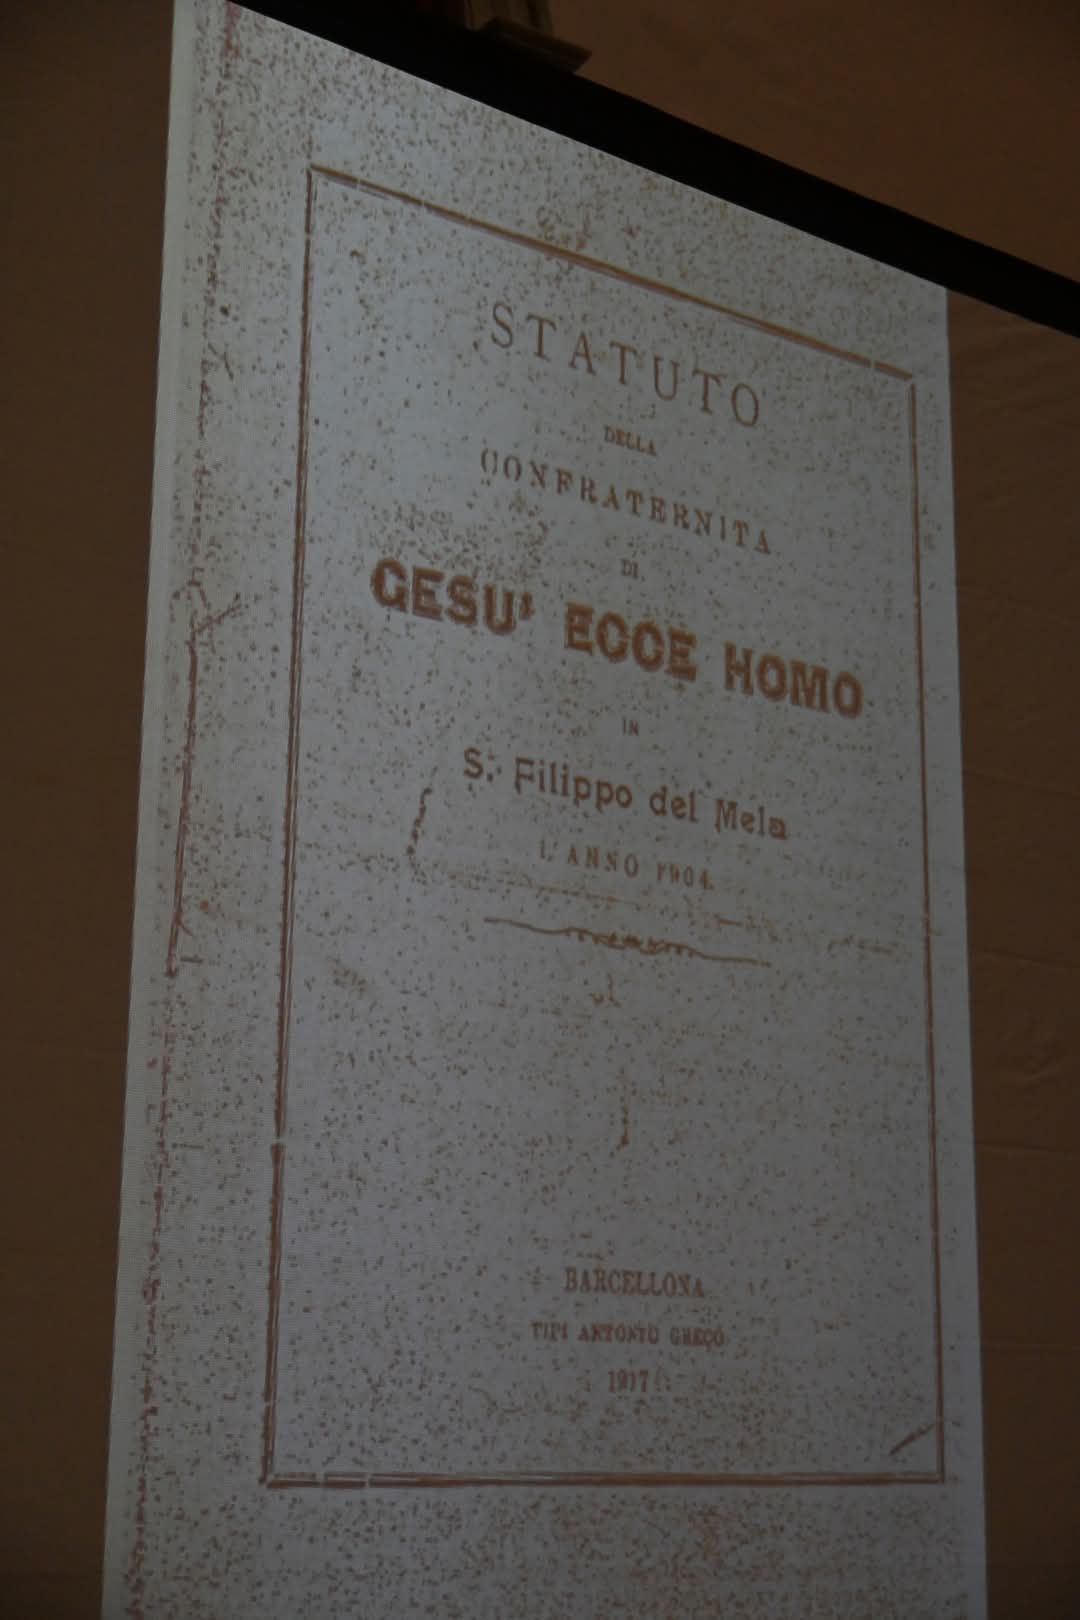 STATUTO
DELLA
CONFRATERNITA
DI
GESU' ECCE HOMO
IN
S. Filippo del Mela
L'ANNO 1904.
BARCELLONA
TIPI ANTONIO GRECO
1917